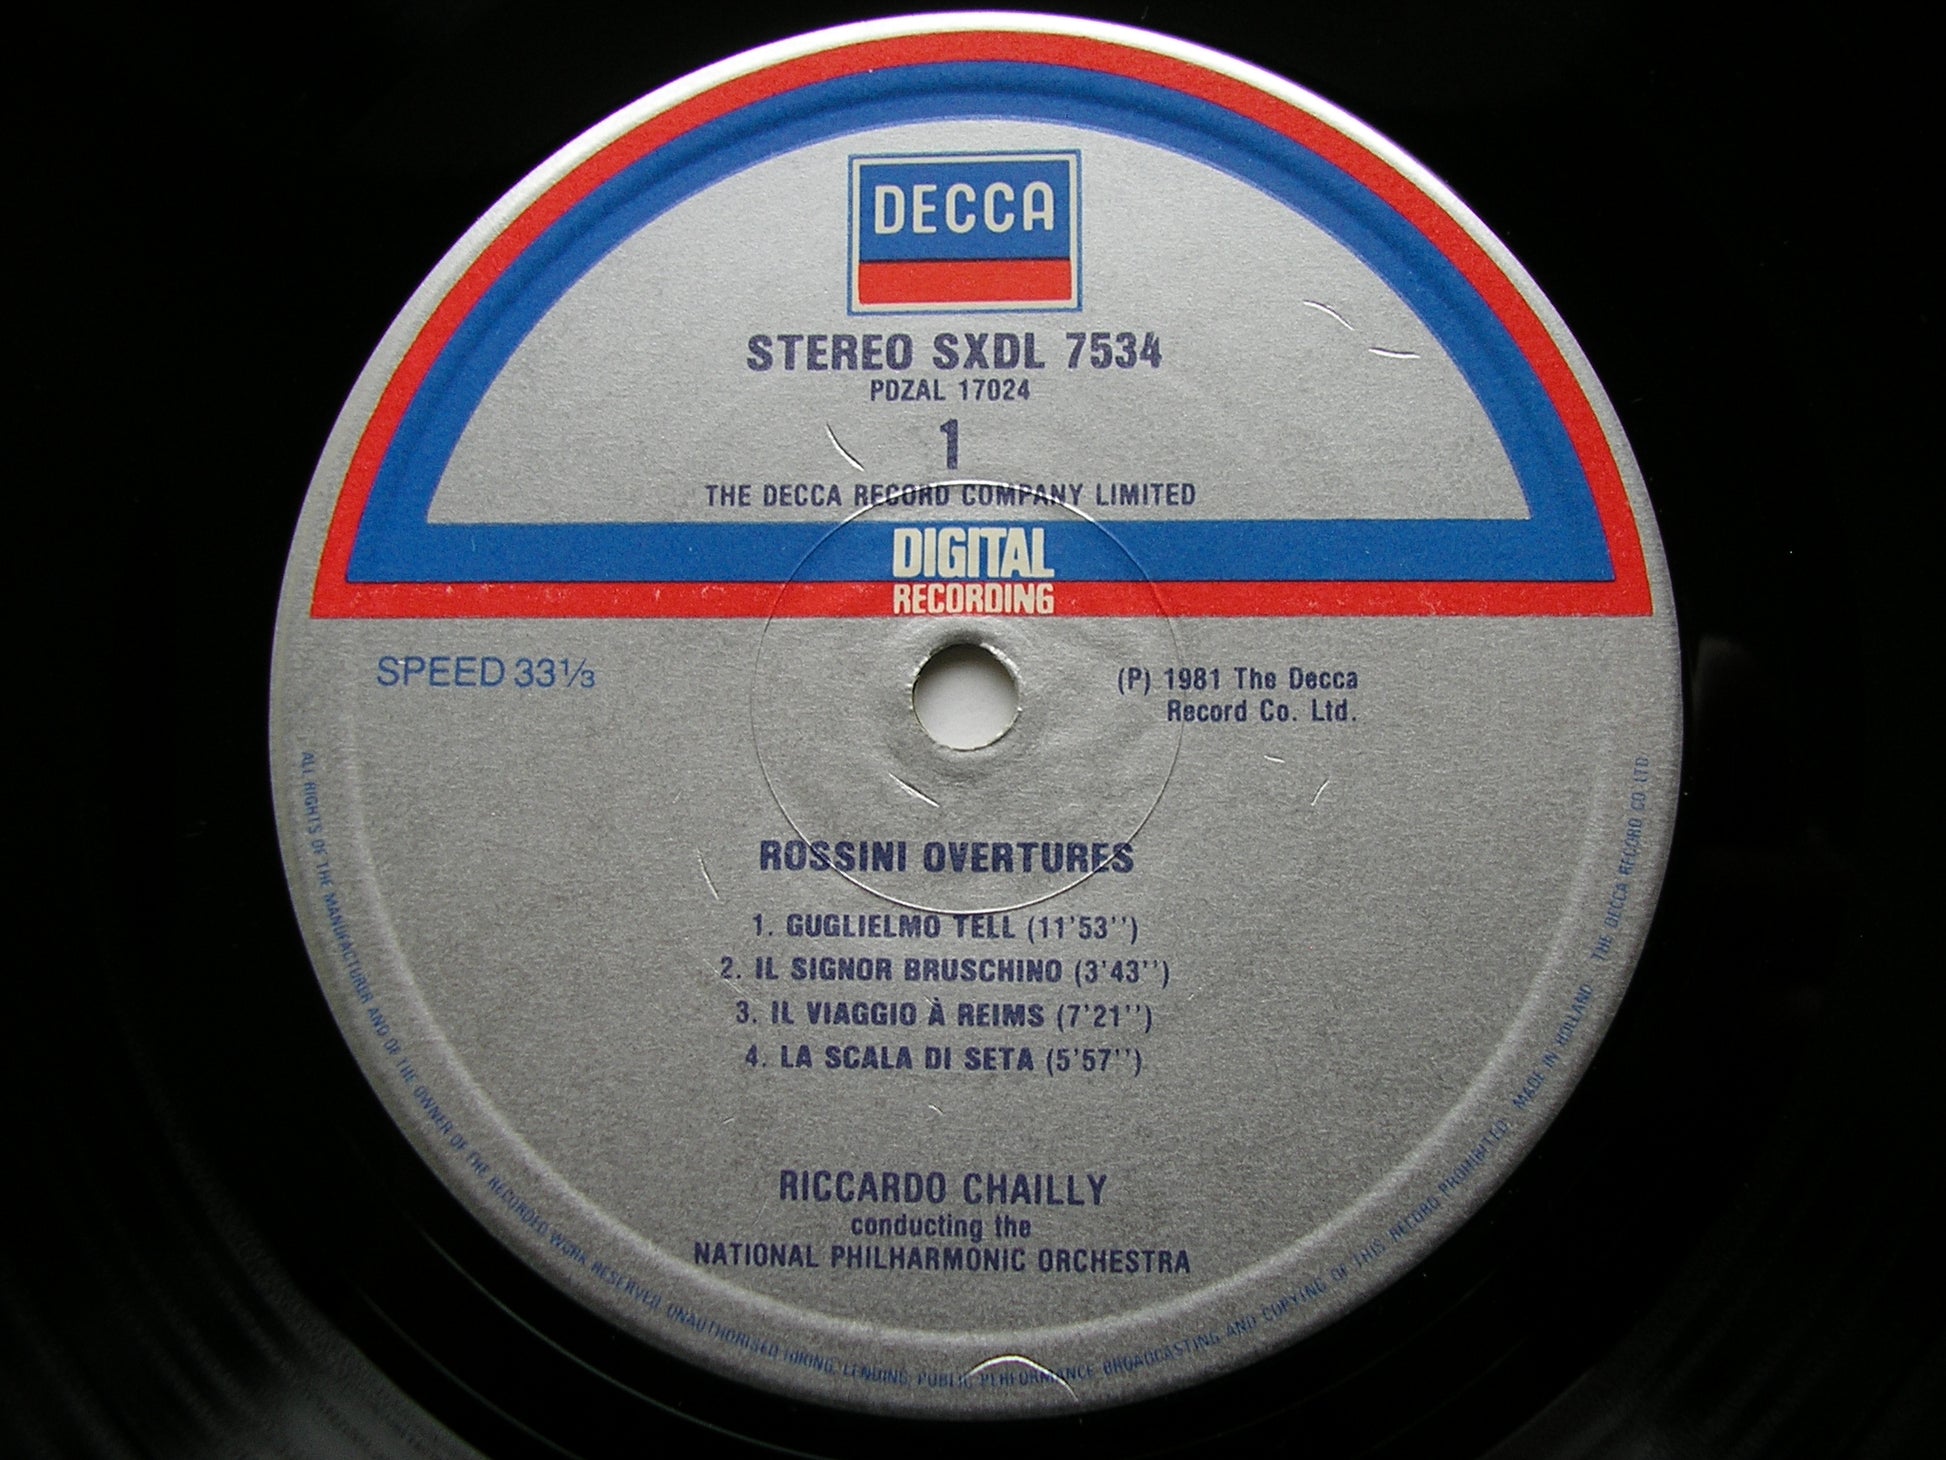 DECCA
STEREO SXDL 7534
PDZAL 17024
1
THE DECCA RECORD COMPANY LIMITED
DIGITAL
RECORDING
SPEED 33⅓
(P) 1981 The Decca
Record Co. Ltd.
ROSSINI OVERTURES
1. GUGLIELMO TELL (11'53'')
2. IL SIGNOR BRUSCHINO (3'43'')
3. IL VIAGGIO À REIMS (7'21'')
4. LA SCALA DI SETA (5'57'')
RICCARDO CHAILLY
conducting the
NATIONAL PHILHARMONIC ORCHESTRA
ALL RIGHTS OF THE MANUFACTURER AND OF THE OWNER OF THE RECORDED WORK RESERVED. UNAUTHORISED HIRING, LENDING, PUBLIC PERFORMANCE, BROADCASTING AND COPYING OF THIS RECORD PROHIBITED. MADE IN HOLLAND. THE DECCA RECORD CO LTD